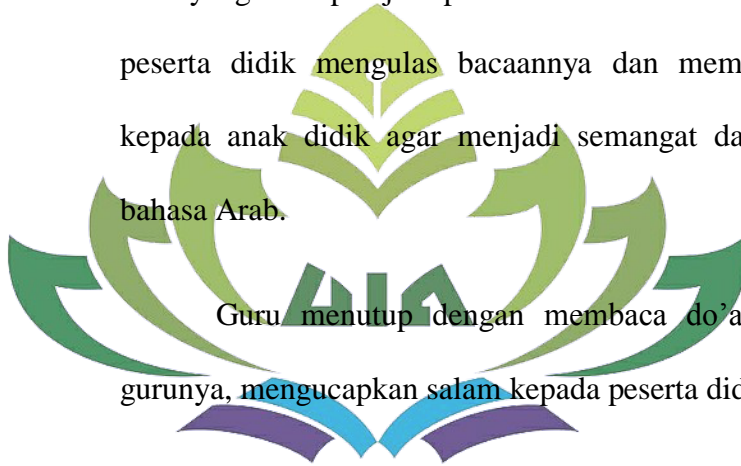 peserta didik mengulas bacaannya dan mem
kepada anak didik agar menjadi semangat da
bahasa Arab.
UIN
Guru menutup dengan membaca do’a
gurunya, mengucapkan salam kepada peserta did